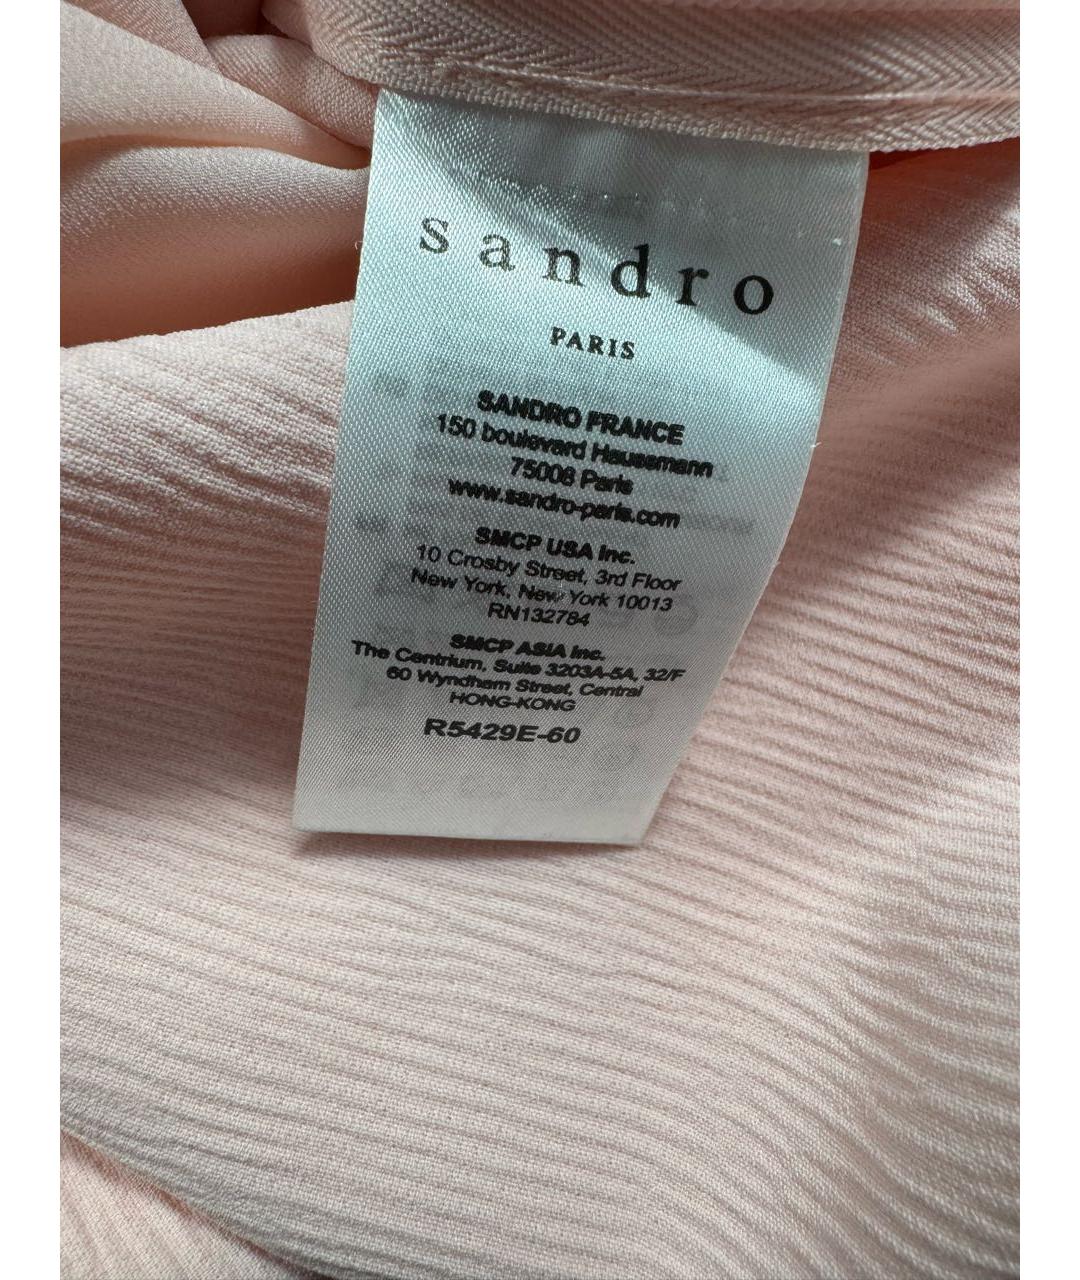 sandro
PARIS
SANDRO FRANCE
150 boulevard Haussmann
75008 Paris
www.sandro-paris.com
SMCP USA Inc.
10 Crosby Street, 3rd Floor
New York, New York 10013
RN132784
SMCP ASIA Inc.
The Centrium, Suite 3203A-5A, 32/F
60 Wyndham Street, Central
HONG-KONG
R5429E-60